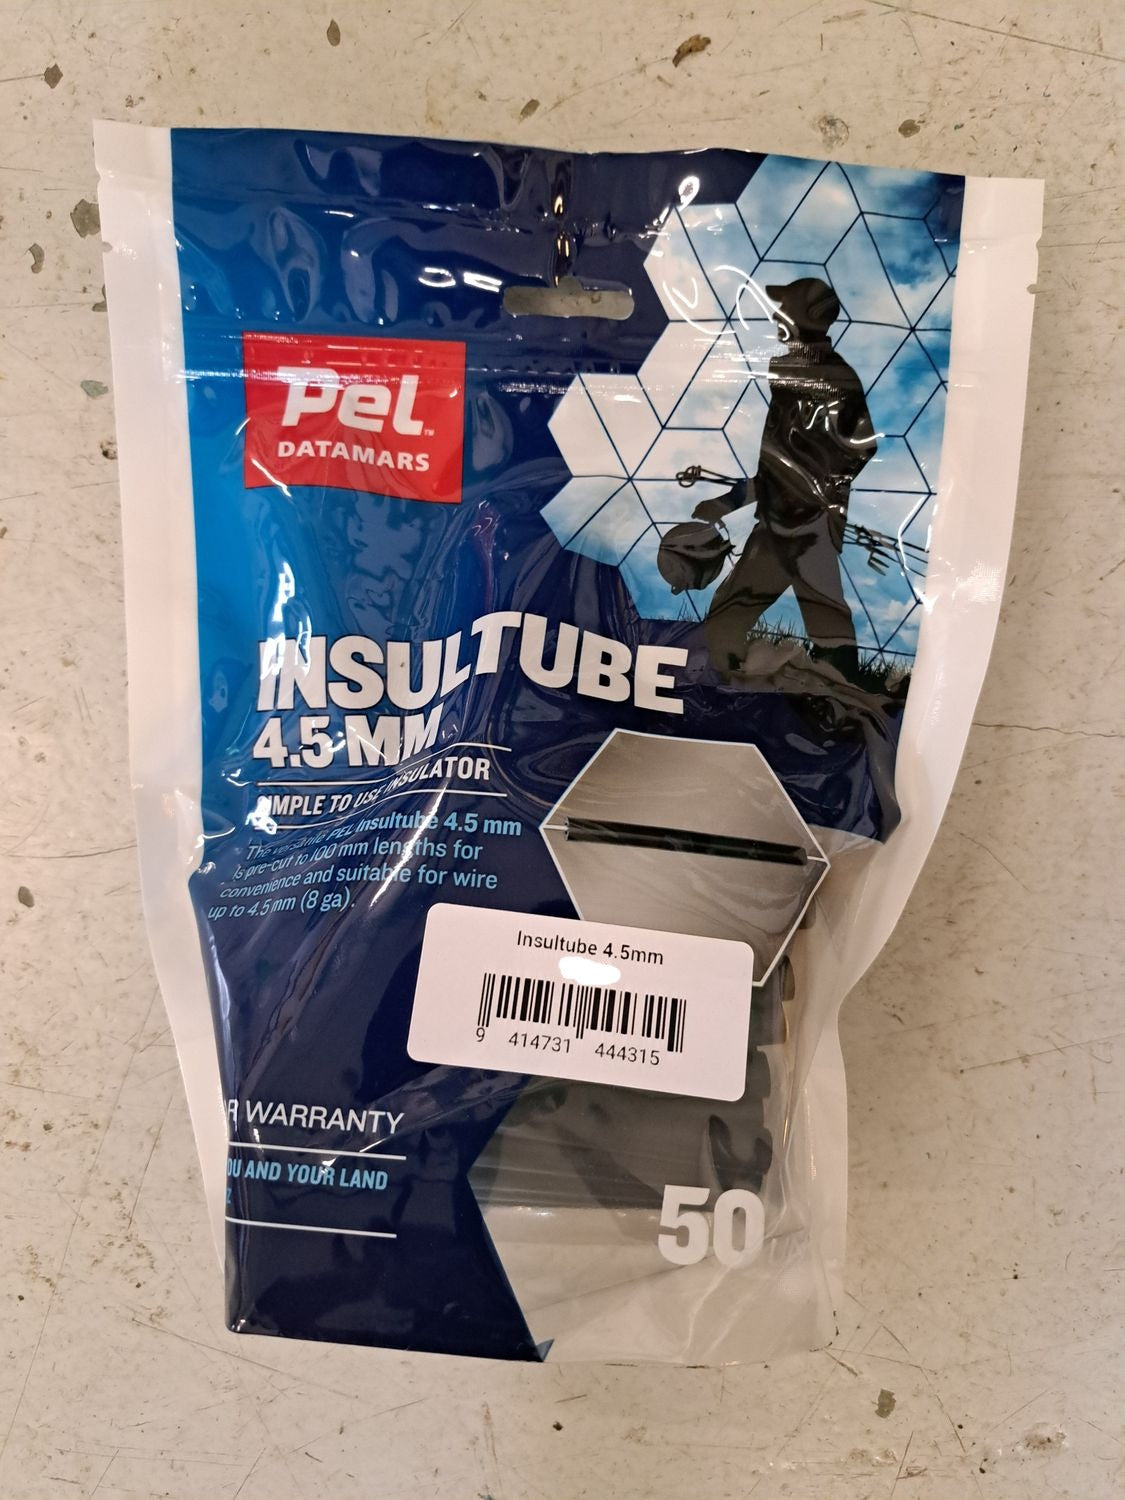 Pel™
DATAMARS
INSULTUBE
4.5 MM
SIMPLE TO USE INSULATOR
The versatile PEL Insultube 4.5 mm
is pre-cut to 100 mm lengths for
convenience and suitable for wire
up to 4.5 mm (8 ga).
Insultube 4.5mm
9 414731 444315
R WARRANTY
OU AND YOUR LAND
Z
50